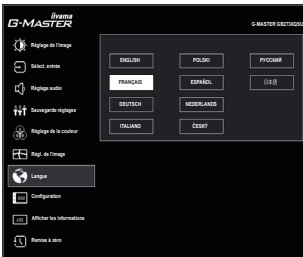 iiyama
G-MASTER
G-MASTER GB2730QSU
Réglage de l'image
Sélect. entrée
Réglage audio
Sauvegarde réglages
Réglage de la couleur
Régl. de l'image
Langue
Configuration
Afficher les informations
Remise à zéro
ENGLISH
POLSKI
РУССКИЙ
FRANÇAIS
ESPAÑOL
日本語
DEUTSCH
NEDERLANDS
ITALIANO
ČESKÝ